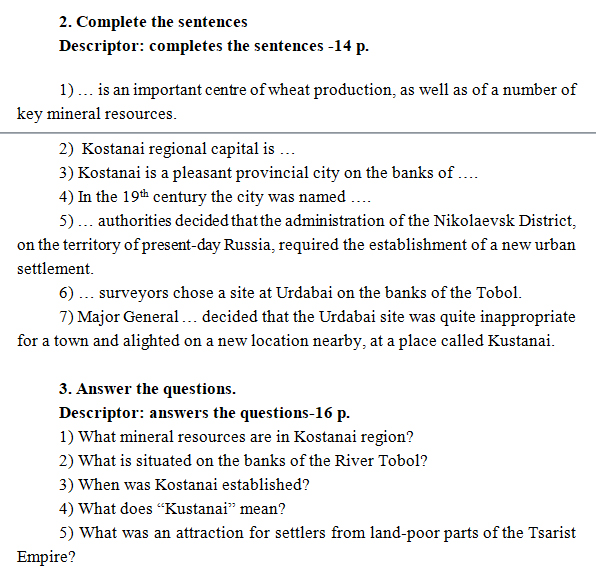 2. Complete the sentences
Descriptor: completes the sentences -14 p.
1) … is an important centre of wheat production, as well as of a number of
key mineral resources.
2) Kostanai regional capital is …
3) Kostanai is a pleasant provincial city on the banks of ….
4) In the 19th century the city was named ….
5) … authorities decided that the administration of the Nikolaevsk District,
on the territory of present-day Russia, required the establishment of a new urban
settlement.
6) … surveyors chose a site at Urdabai on the banks of the Tobol.
7) Major General … decided that the Urdabai site was quite inappropriate
for a town and alighted on a new location nearby, at a place called Kustanai.
3. Answer the questions.
Descriptor: answers the questions-16 p.
1) What mineral resources are in Kostanai region?
2) What is situated on the banks of the River Tobol?
3) When was Kostanai established?
4) What does “Kustanai” mean?
5) What was an attraction for settlers from land-poor parts of the Tsarist
Empire?